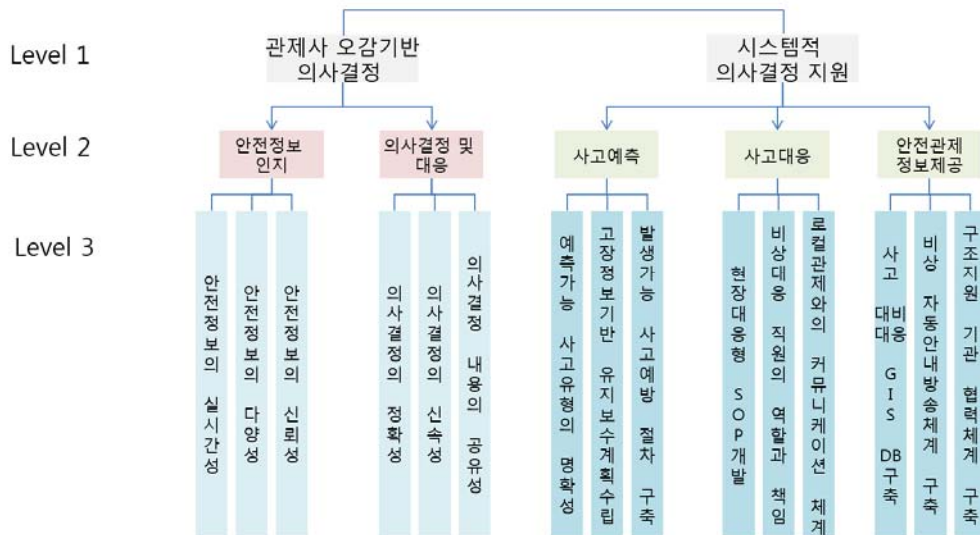 Level 1
관제사 오감기반
의사결정
시스템적
의사결정 지원
Level 2
안전정보
인지
의사결정 및
대응
사고예측
사고대응
안전관제
정보제공
Level 3
안전정보의 실시간성
안전정보의 다양성
안전정보의 신뢰성
의사결정의 정확성
의사결정의 신속성
의사결정 내용의 공유성
예측가능 사고유형의 명확성
고장정보기반 유지보수계획수립
발생가능 사고예방 절차 구축
현장대응형 SOP개발
비상대응 직원의 역할과 책임
로컬관제와의 커뮤니케이션 체계
사고 대비대응 GIS DB구축
비상 자동안내방송체계 구축
구조지원 기관 협력체계 구축